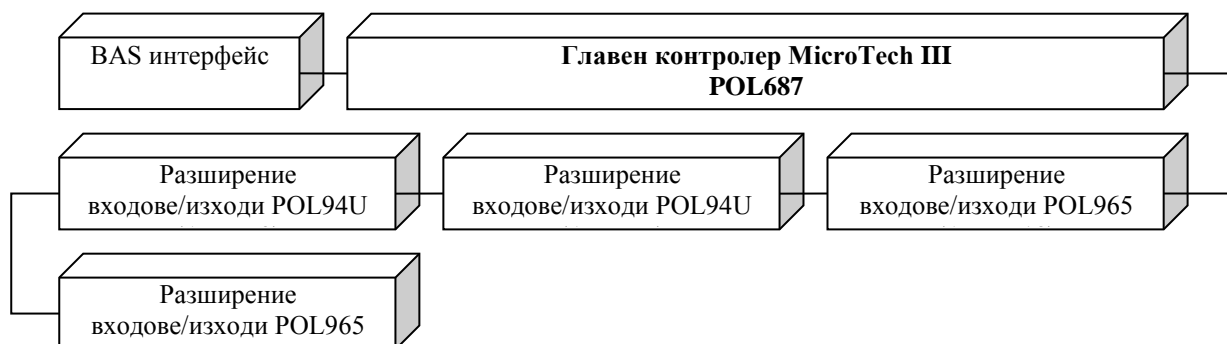 BAS интерфейс
Главен контролер MicroTech III
POL687
Разширение
входове/изходи POL94U
Разширение
входове/изходи POL94U
Разширение
входове/изходи POL965
Разширение
входове/изходи POL965